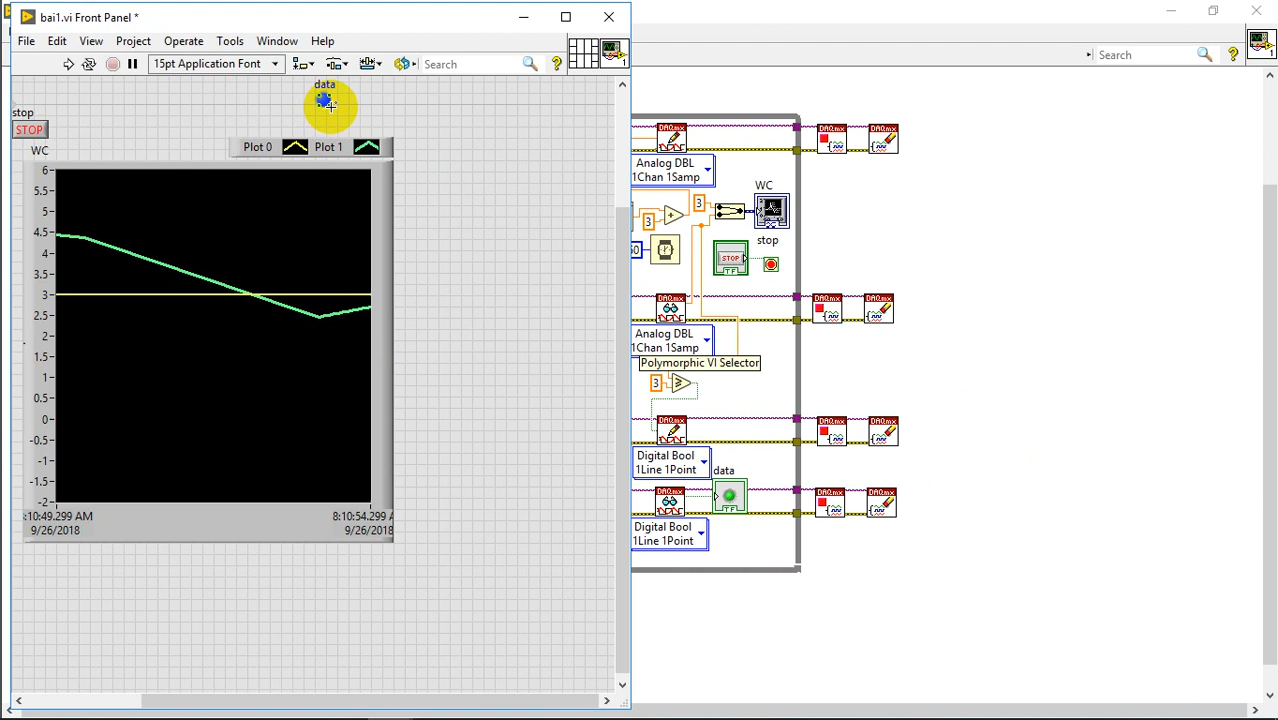 bai1.vi Front Panel *
File Edit View Project Operate Tools Window Help
15pt Application Font
Search
Search
data
stop
STOP
WC
Plot 0
Plot 1
6
5.5
5
4.5
4
3.5
3
2.5
2
1.5
1
0.5
0
-0.5
-1
-1.5
-2
:10:49.299 AM
9/26/2018
8:10:54.299 A
9/26/2018
DAQmx
DAQmx
DAQmx
Analog DBL
1Chan 1Samp
WC
3
3
60
stop
STOP
TF
DAQmx
DAQmx
DAQmx
Analog DBL
1Chan 1Samp
Polymorphic VI Selector
3
DAQmx
DAQmx
DAQmx
Digital Bool
1Line 1Point
data
TF
DAQmx
DAQmx
DAQmx
Digital Bool
1Line 1Point